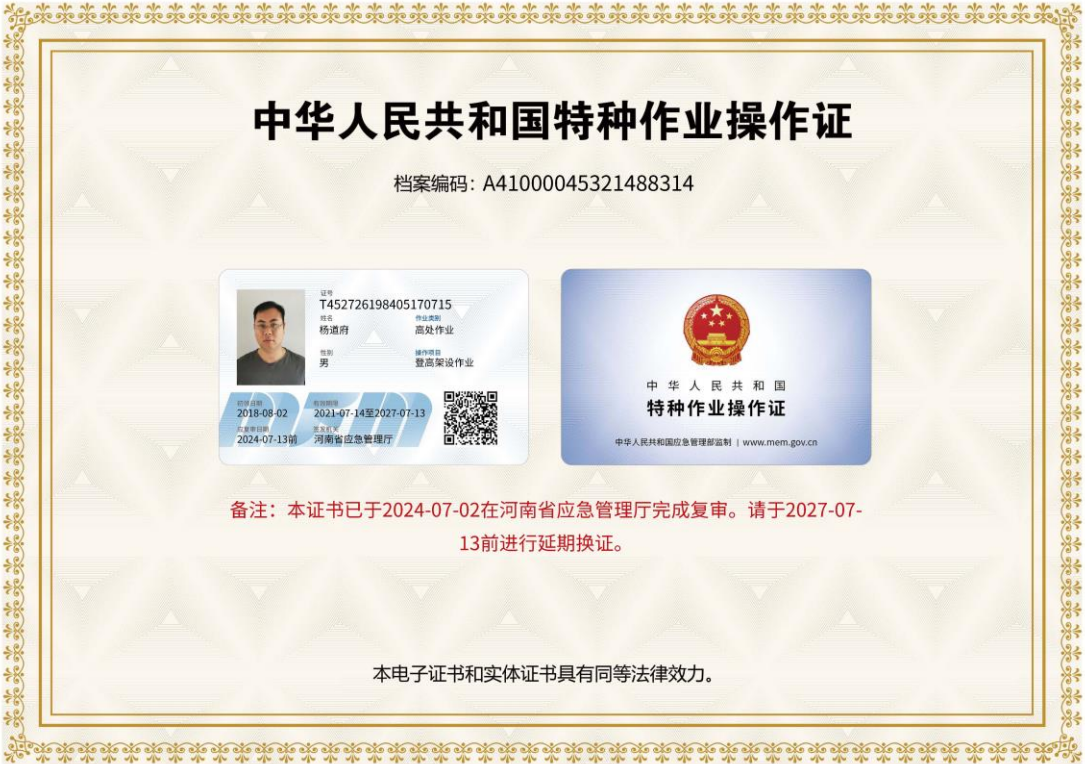 中华人民共和国特种作业操作证
档案编码：A41000045321488314
证号
T452726198405170715
姓名
作业类别
杨道府
高处作业
性别
操作项目
男
登高架设作业
初领日期
有效期限
2018-08-02
2021-07-14至2027-07-13
应复审日期
签发机关
2024-07-13前
河南省应急管理厅
中华人民共和国
特种作业操作证
中华人民共和国应急管理部监制 | www.mem.gov.cn
备注：本证书已于2024-07-02在河南省应急管理厅完成复审。请于2027-07-
13前进行延期换证。
本电子证书和实体证书具有同等法律效力。